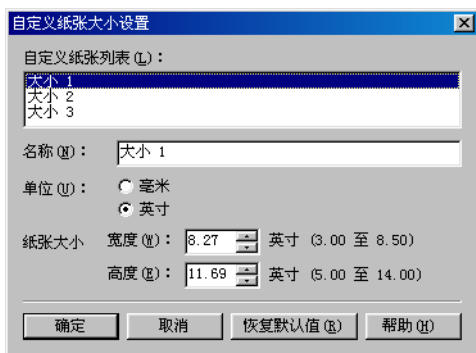 自定义纸张大小设置
自定义纸张列表(L):
大小 1
大小 2
大小 3
名称(N): 大小 1
单位(U): 毫米
英寸
纸张大小 宽度(W): 8.27 英寸 (3.00 至 8.50)
高度(E): 11.69 英寸 (5.00 至 14.00)
确定 取消 恢复默认值(R) 帮助(H)